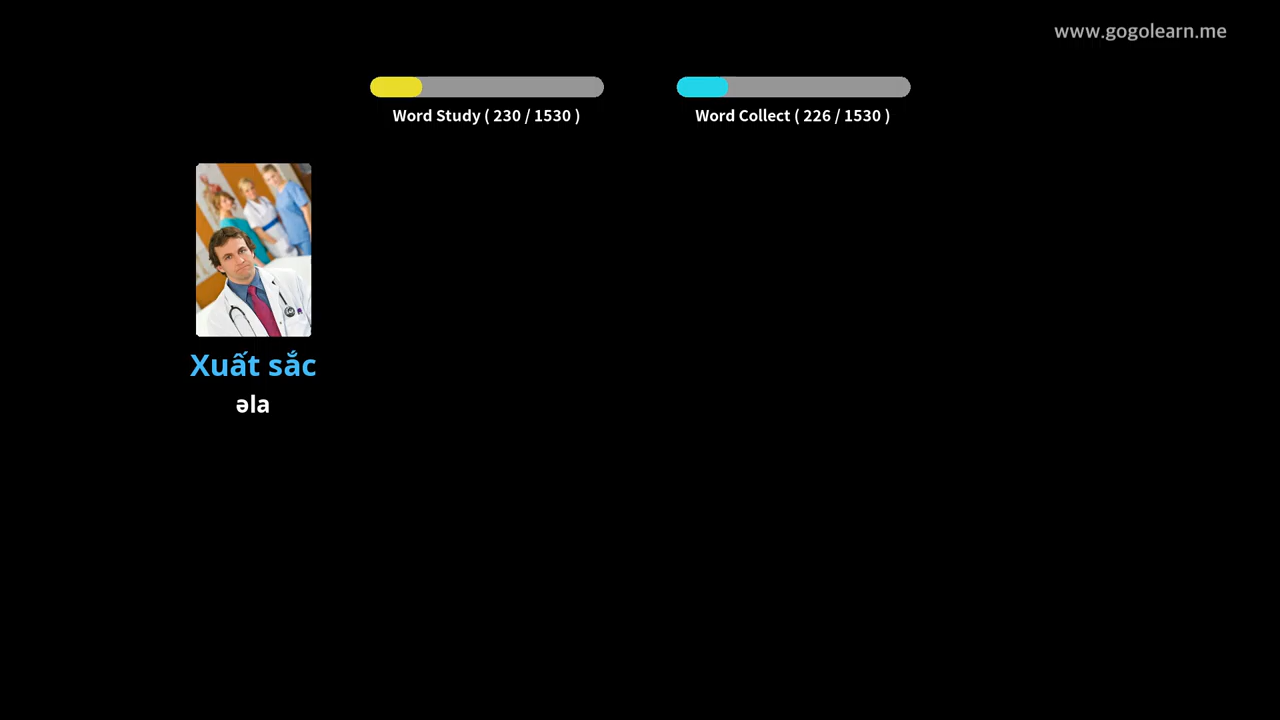 www.gogolearn.me
Word Study ( 230 / 1530 )
Word Collect ( 226 / 1530 )
Xuất sắc
əla